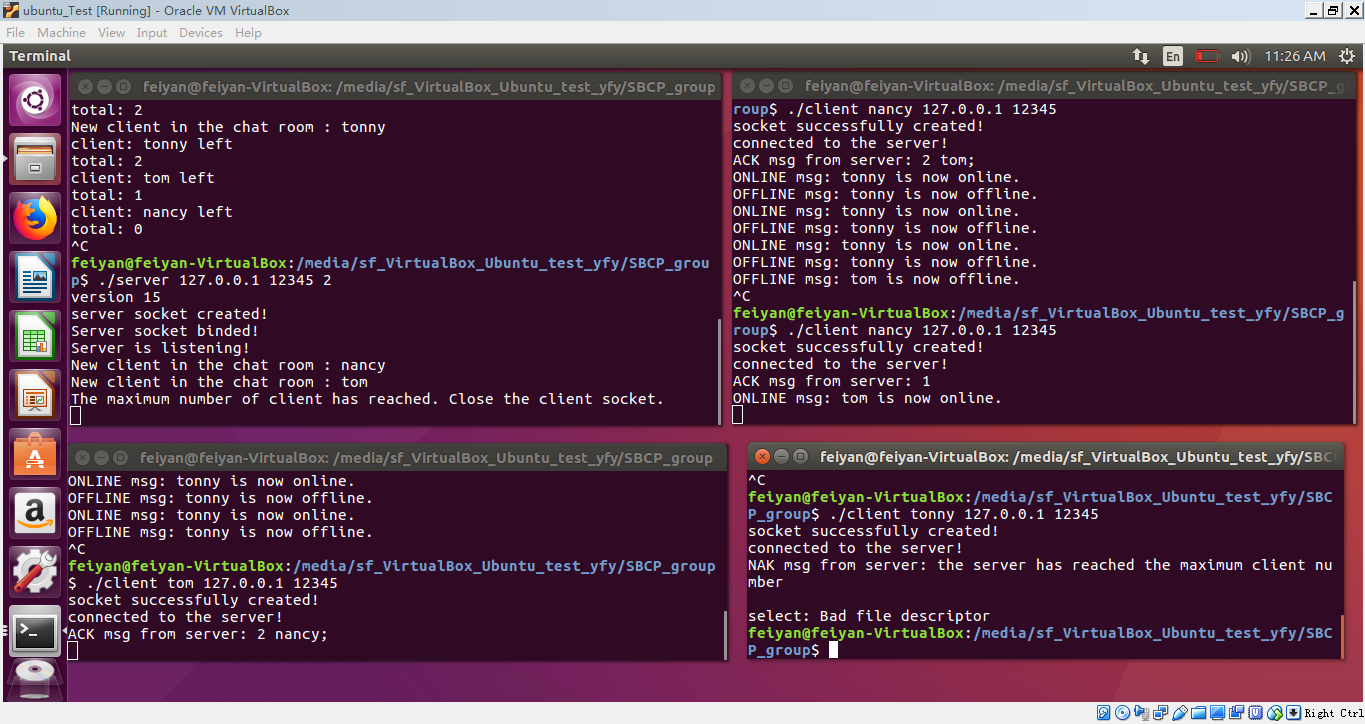 ubuntu_Test [Running] - Oracle VM VirtualBox
File Machine View Input Devices Help
Terminal
En
11:26 AM
feiyan@feiyan-VirtualBox: /media/sf_VirtualBox_Ubuntu_test_yfy/SBCP_group
total: 2
New client in the chat room : tonny
client: tonny left
total: 2
client: tom left
total: 1
client: nancy left
total: 0
^C
feiyan@feiyan-VirtualBox:/media/sf_VirtualBox_Ubuntu_test_yfy/SBCP_grou
p$ ./server 127.0.0.1 12345 2
version 15
server socket created!
Server socket binded!
Server is listening!
New client in the chat room : nancy
New client in the chat room : tom
The maximum number of client has reached. Close the client socket.
feiyan@feiyan-VirtualBox: /media/sf_VirtualBox_Ubuntu_test_yfy/SBCP_g
roup$ ./client nancy 127.0.0.1 12345
socket successfully created!
connected to the server!
ACK msg from server: 2 tom;
ONLINE msg: tonny is now online.
OFFLINE msg: tonny is now offline.
ONLINE msg: tonny is now online.
OFFLINE msg: tonny is now offline.
ONLINE msg: tonny is now online.
OFFLINE msg: tonny is now offline.
OFFLINE msg: tom is now offline.
^C
feiyan@feiyan-VirtualBox:/media/sf_VirtualBox_Ubuntu_test_yfy/SBCP_g
roup$ ./client nancy 127.0.0.1 12345
socket successfully created!
connected to the server!
ACK msg from server: 1
ONLINE msg: tom is now online.
feiyan@feiyan-VirtualBox: /media/sf_VirtualBox_Ubuntu_test_yfy/SBCP_group
ONLINE msg: tonny is now online.
OFFLINE msg: tonny is now offline.
ONLINE msg: tonny is now online.
OFFLINE msg: tonny is now offline.
^C
feiyan@feiyan-VirtualBox:/media/sf_VirtualBox_Ubuntu_test_yfy/SBCP_group
$ ./client tom 127.0.0.1 12345
socket successfully created!
connected to the server!
ACK msg from server: 2 nancy;
feiyan@feiyan-VirtualBox: /media/sf_VirtualBox_Ubuntu_test_yfy/SBC
^C
feiyan@feiyan-VirtualBox:/media/sf_VirtualBox_Ubuntu_test_yfy/SBC
P_group$ ./client tonny 127.0.0.1 12345
socket successfully created!
connected to the server!
NAK msg from server: the server has reached the maximum client nu
mber
select: Bad file descriptor
feiyan@feiyan-VirtualBox:/media/sf_VirtualBox_Ubuntu_test_yfy/SBC
P_group$
Right Ctrl